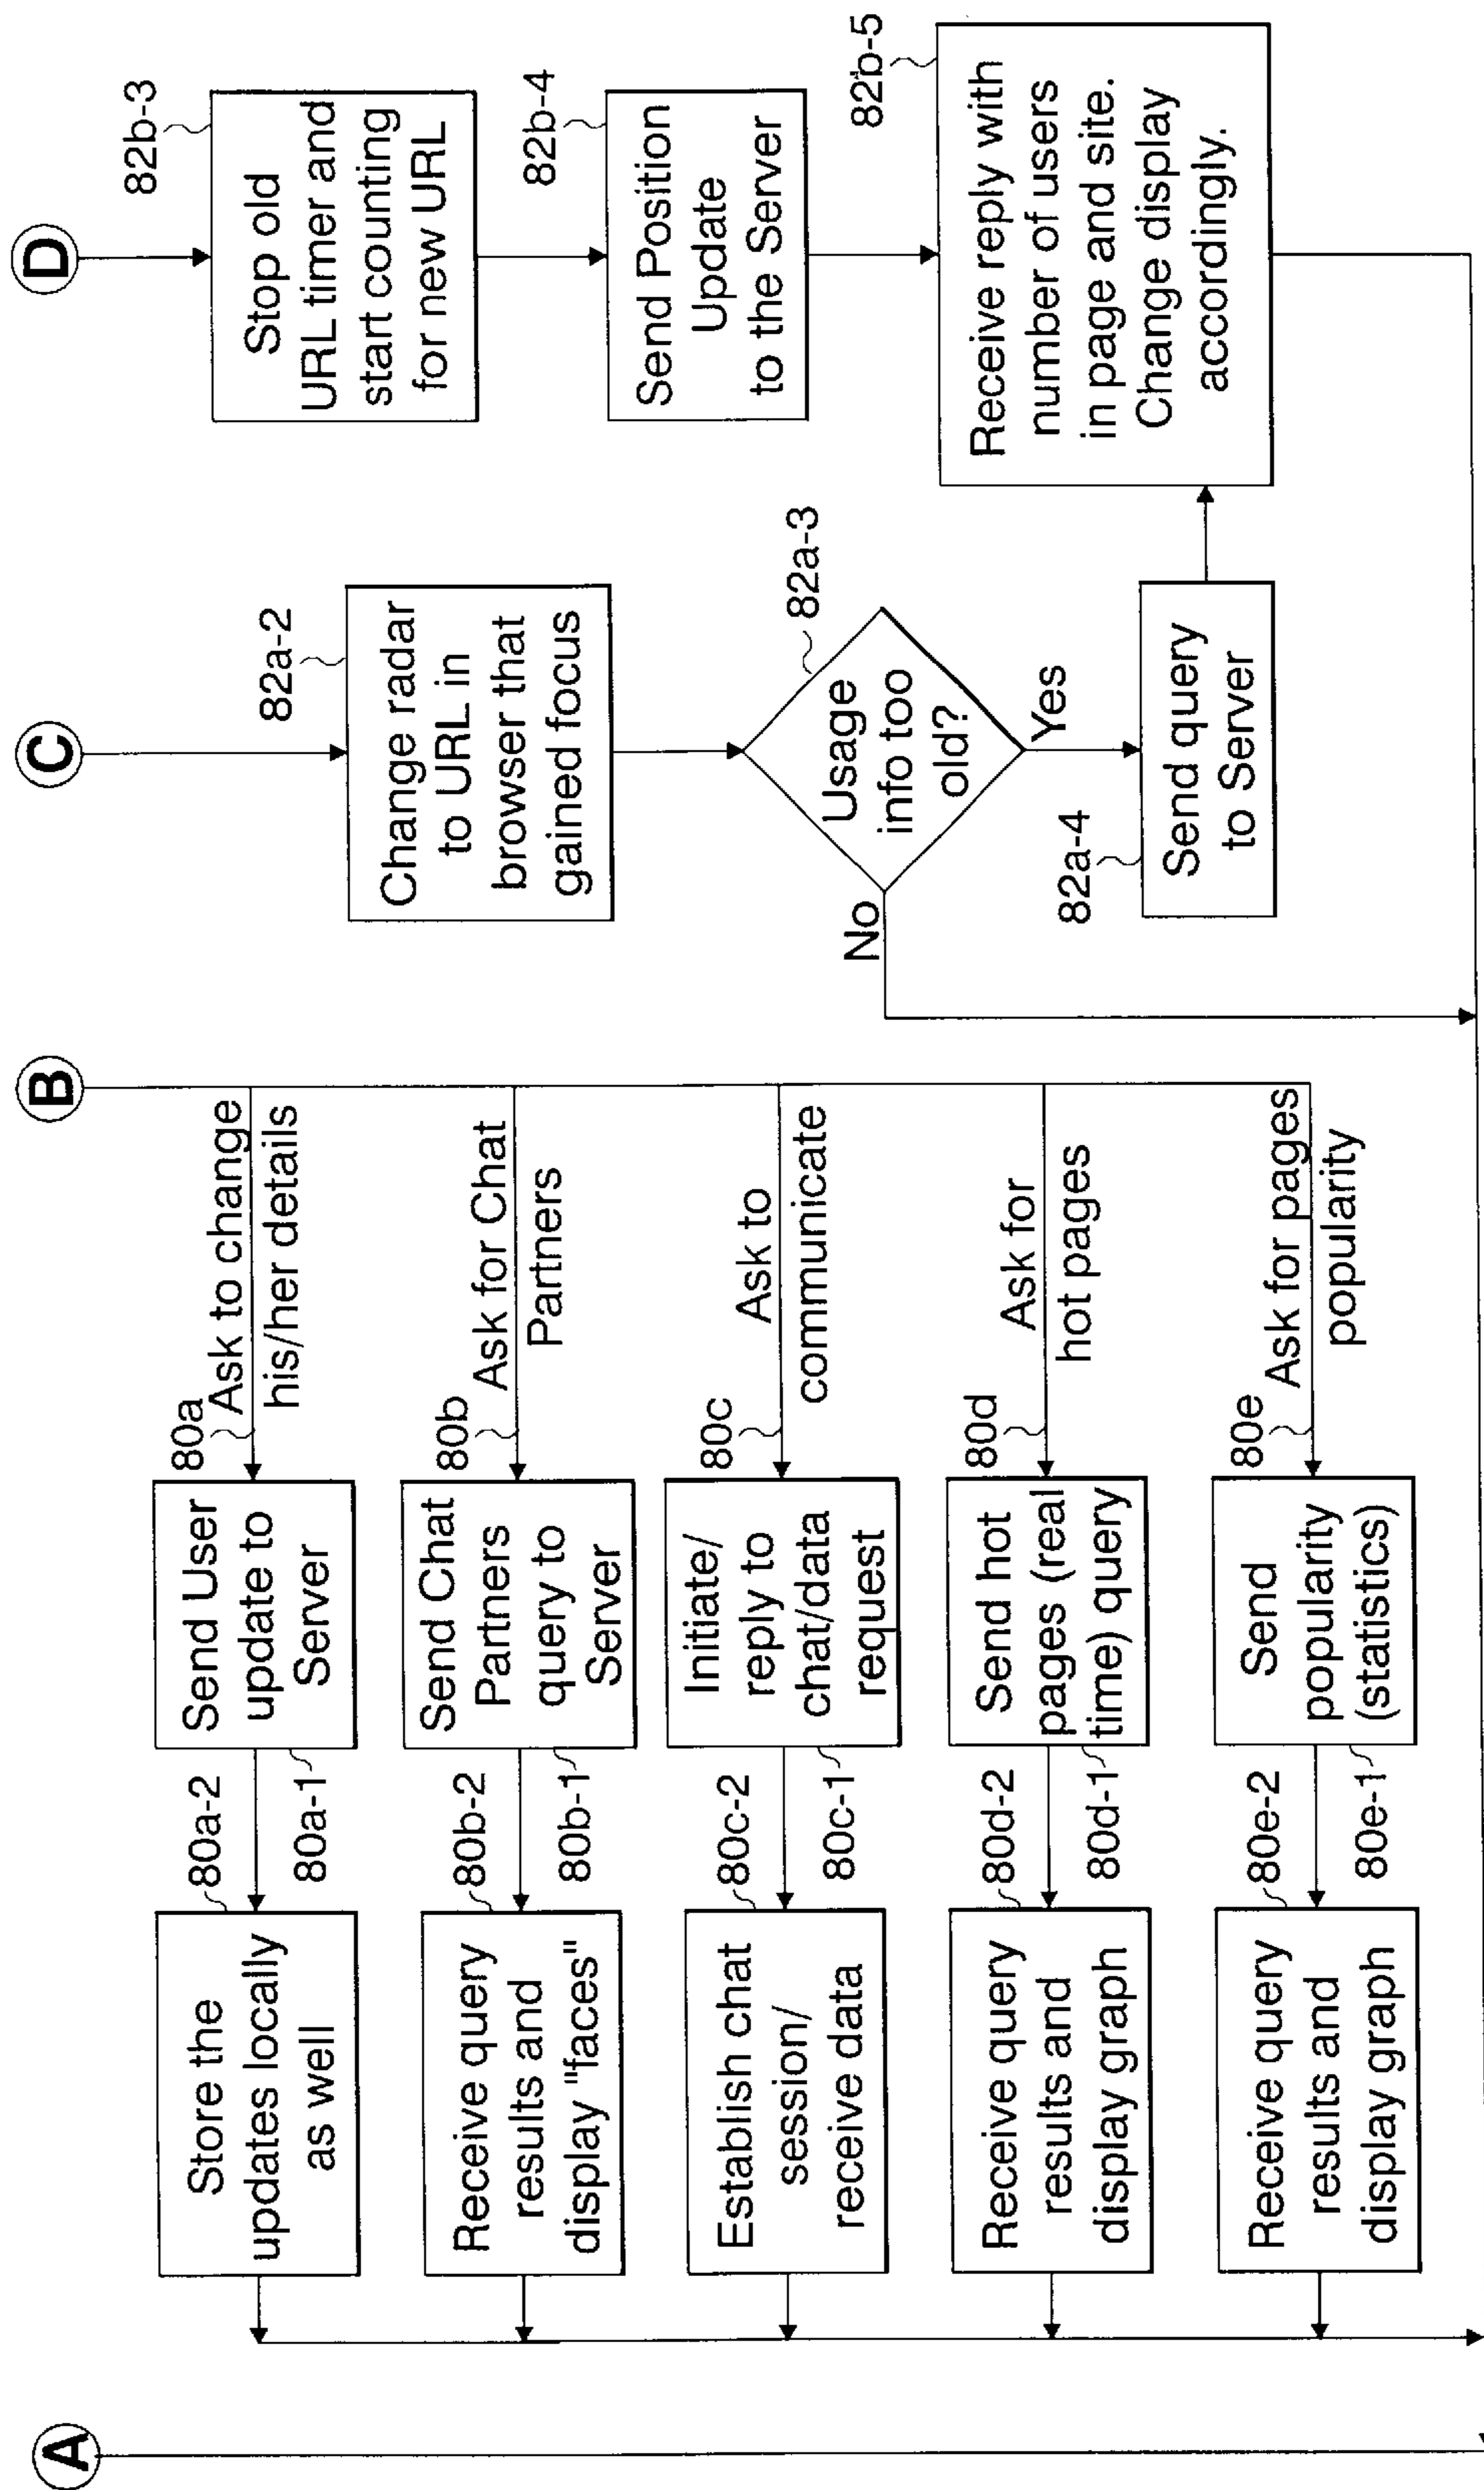 A
B
C
D
80a
Ask to change
his/her details
Send User
update to
Server
80a-1
80a-2
Store the
updates locally
as well
80b
Ask for Chat
Partners
Send Chat
Partners
query to
Server
80b-1
80b-2
Receive query
results and
display "faces"
80c
Ask to
communicate
Initiate/
reply to
chat/data
request
80c-1
80c-2
Establish chat
session/
receive data
80d
Ask for
hot pages
Send hot
pages (real
time) query
80d-1
80d-2
Receive query
results and
display graph
80e
Ask for pages
popularity
Send
popularity
(statistics)
80e-1
80e-2
Receive query
results and
display graph
82a-2
Change radar
to URL in
browser that
gained focus
82a-3
Usage
info too
old?
No
Yes
82a-4
Send query
to Server
82b-3
Stop old
URL timer and
start counting
for new URL
82b-4
Send Position
Update
to the Server
82b-5
Receive reply with
number of users
in page and site.
Change display
accordingly.